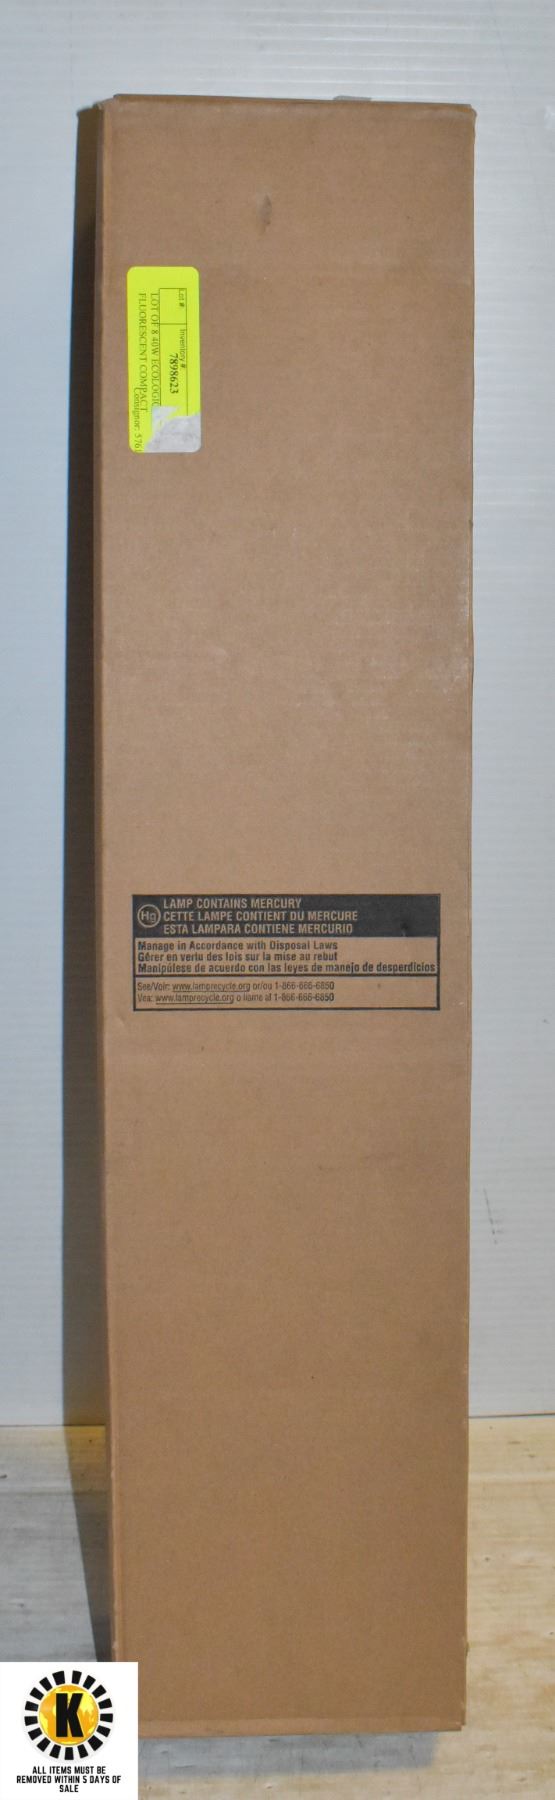 Lot #:
Inventory #:
7898623
LOT OF 8 40W ECOLOGIC
FLUORESCENT COMPACT
Consignor: 576
Hg
LAMP CONTAINS MERCURY
CETTE LAMPE CONTIENT DU MERCURE
ESTA LAMPARA CONTIENE MERCURIO
Manage in Accordance with Disposal Laws
Gérer en vertu des lois sur la mise au rebut
Manipúlese de acuerdo con las leyes de manejo de desperdicios
See/Voir: www.lamprecycle.org or/ou 1-866-666-6850
Vea: www.lamprecycle.org o llame al 1-866-666-6850
K
ALL ITEMS MUST BE
REMOVED WITHIN 5 DAYS OF
SALE